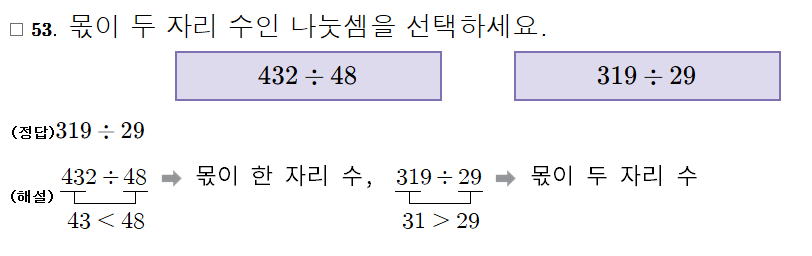 □ 53. 몫이 두 자리 수인 나눗셈을 선택하세요.
432 ÷ 48 319 ÷ 29
(정답) 319 ÷ 29
(해설) 432 ÷ 48 ➡ 몫이 한 자리 수, 319 ÷ 29 ➡ 몫이 두 자리 수
43 < 48 31 > 29